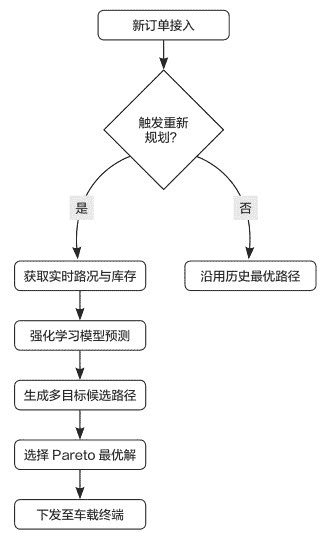 新订单接入
触发重新
规划?
是
否
获取实时路况与库存
沿用历史最优路径
强化学习模型预测
生成多目标候选路径
选择 Pareto 最优解
下发至车载终端